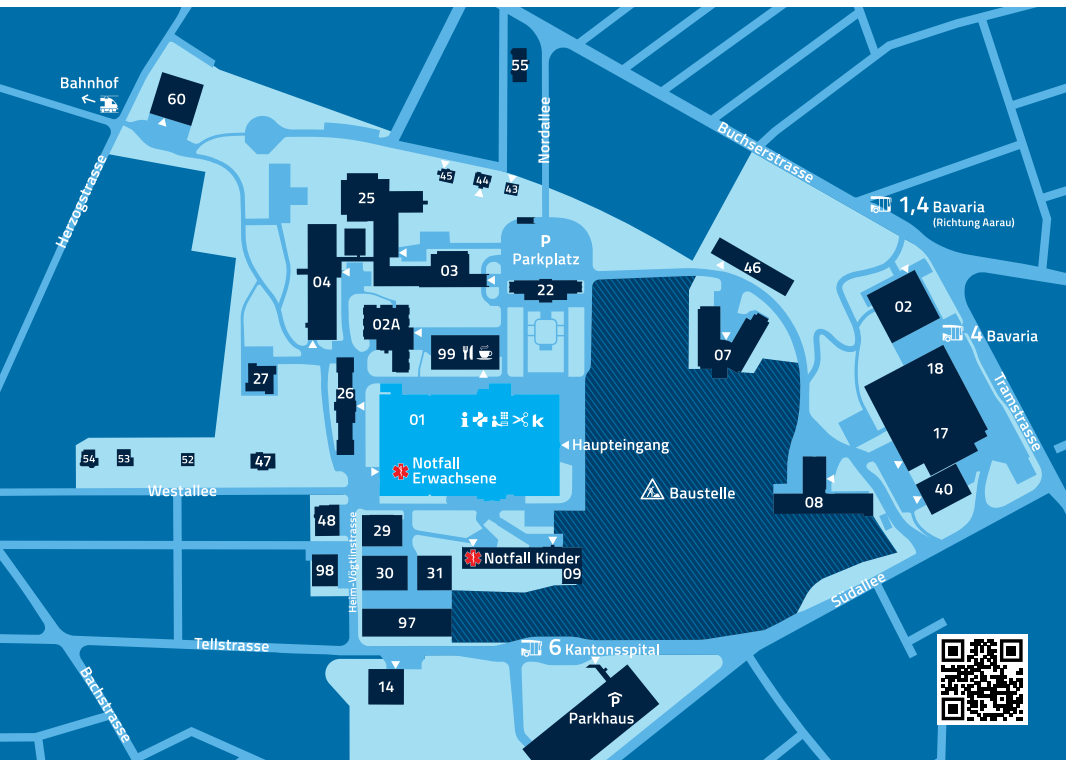 55
Bahnhof
60
Nordallee
Buchserstrasse
Herzogstrasse
45
44
43
25
1,4 Bavaria
(Richtung Aarau)
P
Parkplatz
46
03
04
22
02
02A
4 Bavaria
99
07
18
27
26
Tramstrasse
01
i
k
17
Haupteingang
54
53
52
47
Notfall
Erwachsene
Westallee
Baustelle
40
08
48
29
Heim-Vögtlinstrasse
Notfall Kinder
98
30
31
09
Südallee
97
Tellstrasse
6 Kantonsspital
14
Bachstrasse
P
Parkhaus